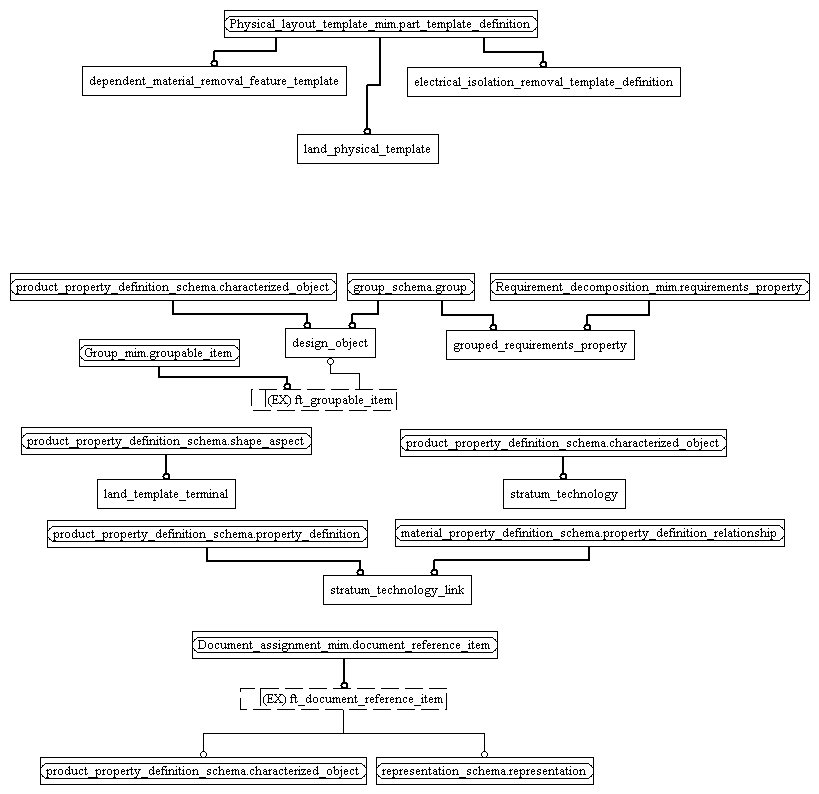 Physical_layout_template_mim.part_template_definition
dependent_material_removal_feature_template
electrical_isolation_removal_template_definition
land_physical_template
product_property_definition_schema.characterized_object
group_schema.group
Requirement_decomposition_mim.requirements_property
design_object
grouped_requirements_property
Group_mim.groupable_item
(EX) ft_groupable_item
product_property_definition_schema.shape_aspect
product_property_definition_schema.characterized_object
land_template_terminal
stratum_technology
product_property_definition_schema.property_definition
material_property_definition_schema.property_definition_relationship
stratum_technology_link
Document_assignment_mim.document_reference_item
(EX) ft_document_reference_item
product_property_definition_schema.characterized_object
representation_schema.representation